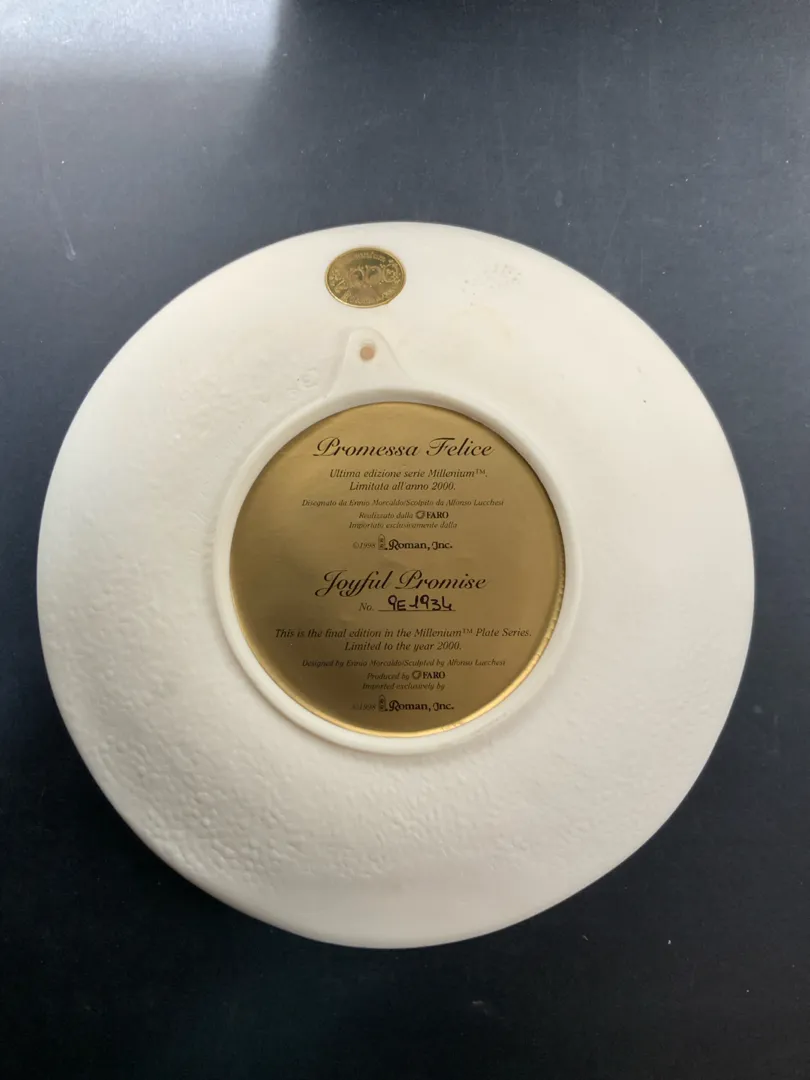 Promessa Felice
Ultima edizione serie Millenium™.
Limitata all'anno 2000.
Disegnato da Ennio Morcaldo/Scolpito da Alfonso Lucchesi
Realizzato dalla FARO
Importato esclusivamente dalla
©1998 Roman, Inc.
Joyful Promise
No. 9E-1934
This is the final edition in the Millenium™ Plate Series.
Limited to the year 2000.
Designed by Ennio Morcaldo/Sculpted by Alfonso Lucchesi
Produced by FARO
Imported exclusively by
©1998 Roman, Inc.